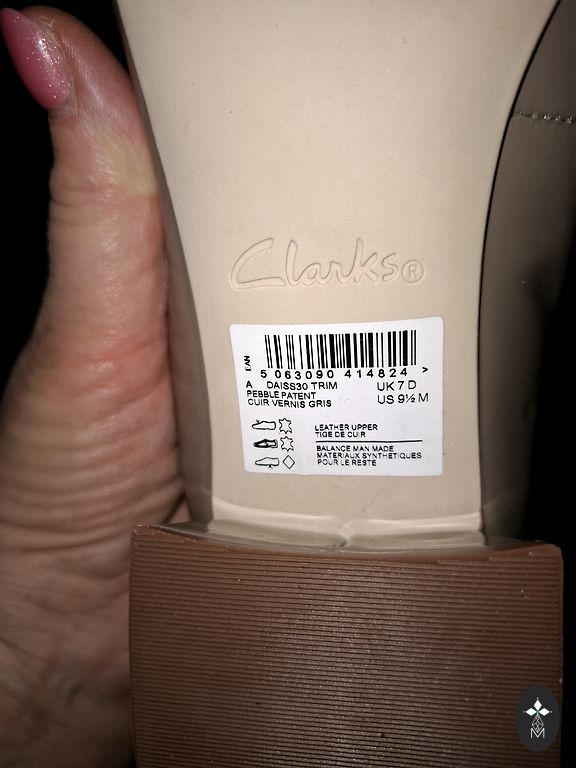 Clarks®
EAN
5 063090 414824 >
A DAISS30 TRIM UK 7 D
PEBBLE PATENT US 9½ M
CUIR VERNIS GRIS
LEATHER UPPER
TIGE DE CUIR
BALANCE MAN MADE
MATERIAUX SYNTHETIQUES
POUR LE RESTE
M